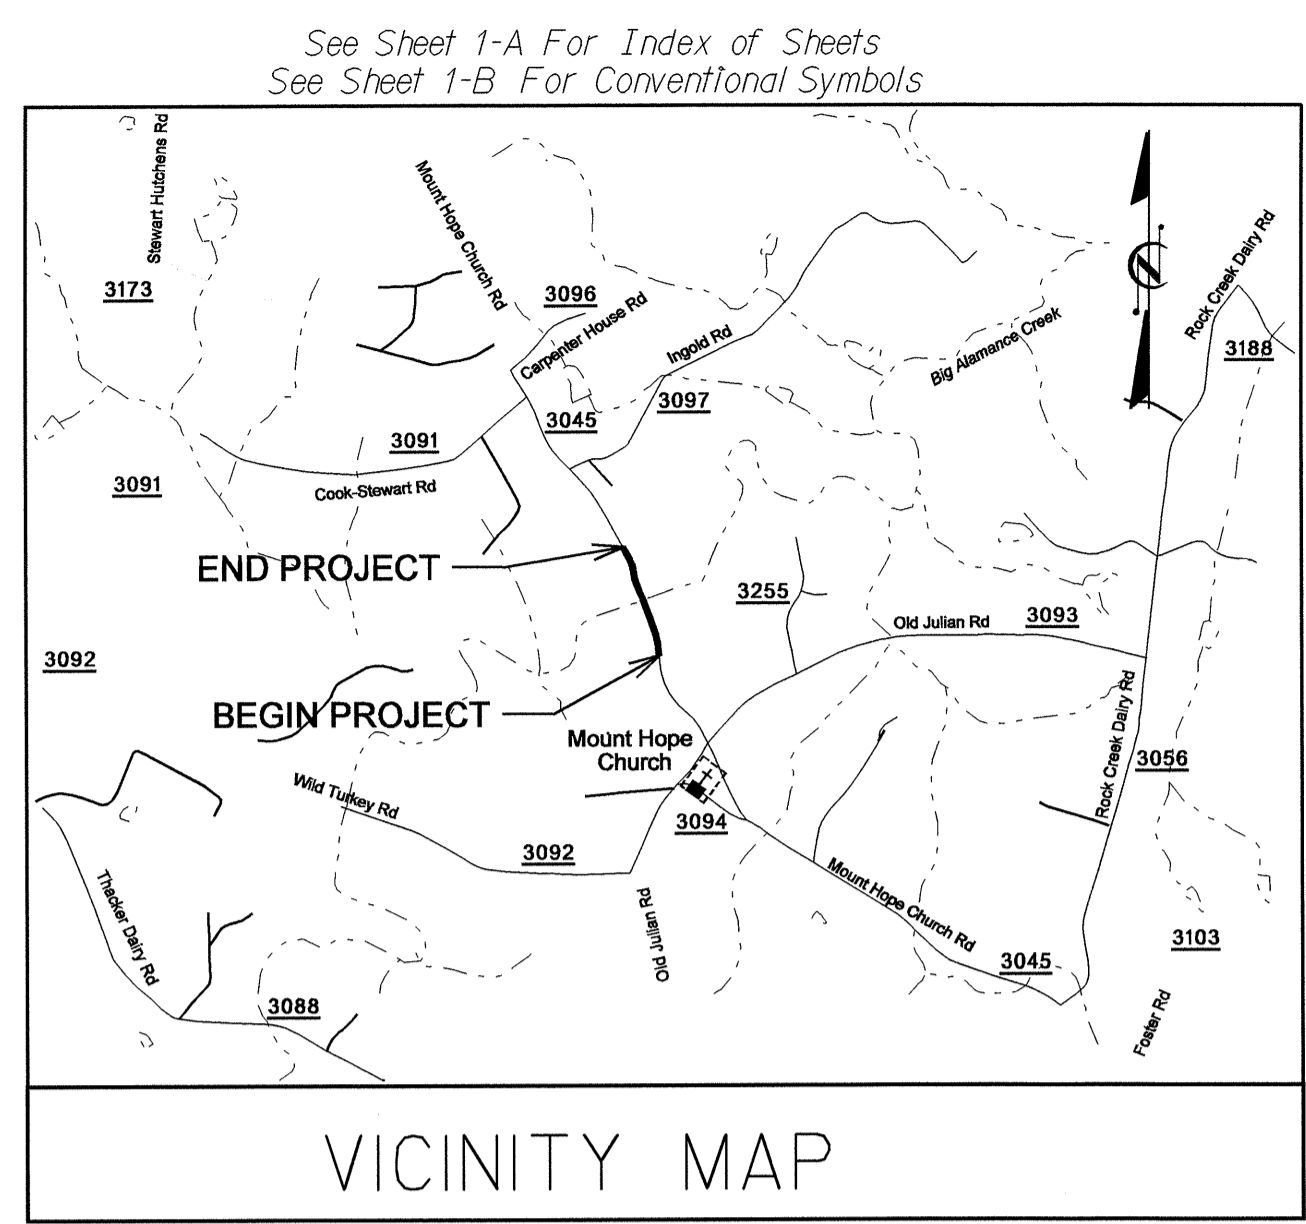 See Sheet 1-A For Index of Sheets
See Sheet 1-B For Conventional Symbols
Stewart Hutchens Rd
Mount Hope Church Rd
Rock Creek Dairy Rd
3173
3096
Carpenter House Rd
Ingold Rd
Big Alamance Creek
N
3188
3097
3045
3091
3091
Cook-Stewart Rd
END PROJECT
3255
Old Julian Rd
3093
3092
BEGIN PROJECT
Mount Hope
Church
Rock Creek Dairy Rd
3056
Wild Turkey Rd
3094
3092
Thacker Dairy Rd
Old Julian Rd
Mount Hope Church Rd
3103
3045
3088
Foster Rd
VICINITY MAP